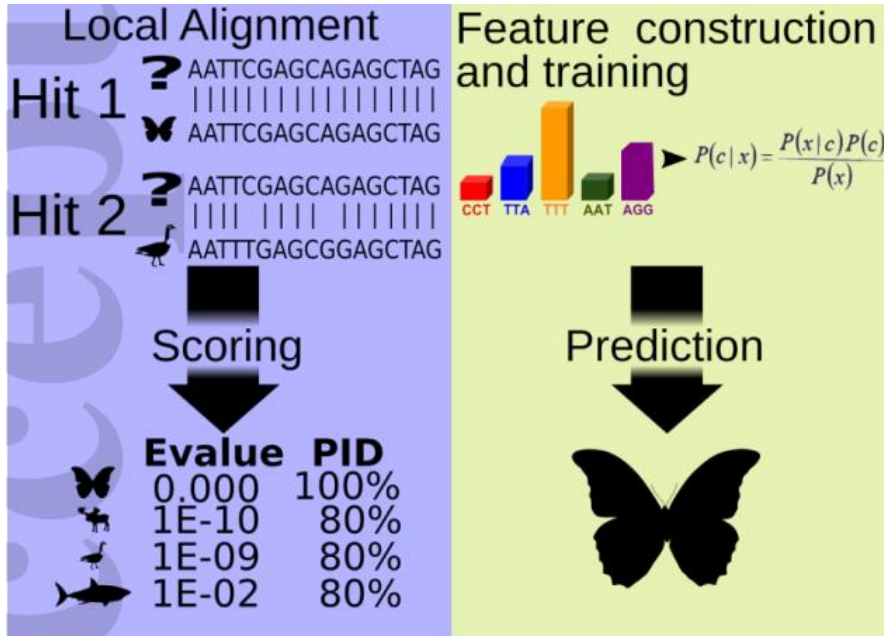 Local Alignment
Hit 1
?
AATTCGAGCAGAGCTAG
AATTCGAGCAGAGCTAG
Hit 2
?
AATTCGAGCAGAGCTAG
AATTTGAGCGGAGCTAG
Scoring
Evalue PID
0.000 100%
1E-10 80%
1E-09 80%
1E-02 80%
Feature construction
and training
CCT TTA TTT AAT AGG
P(c|x) = P(x|c)P(c) / P(x)
Prediction